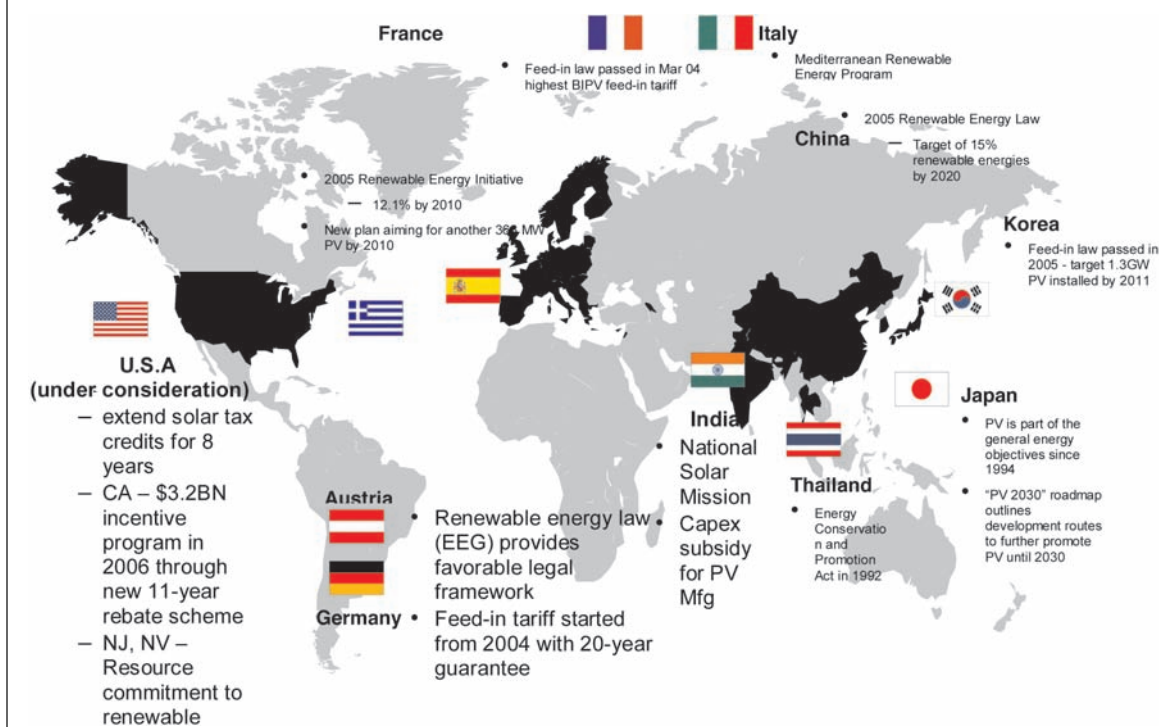 France
Feed-in law passed in Mar 04
highest BIPV feed-in tariff
Italy
Mediterranean Renewable
Energy Program
China
2005 Renewable Energy Law
Target of 15%
renewable energies
by 2020
2005 Renewable Energy Initiative
12.1% by 2010
New plan aiming for another MW
PV by 2010
Korea
Feed-in law passed in
2005 - target 1.3GW
PV installed by 2011
U.S.A
(under consideration)
– extend solar tax
credits for 8
years
– CA – $3.2BN
incentive
program in
2006 through
new 11-year
rebate scheme
– NJ, NV –
Resource
commitment to
renewable
Austria
Germany
Renewable energy law
(EEG) provides
favorable legal
framework
Feed-in tariff started
from 2004 with 20-year
guarantee
India
National
Solar
Mission
Capex
subsidy
for PV
Mfg
Thailand
Energy
Conservatio
n and
Promotion
Act in 1992
Japan
PV is part of the
general energy
objectives since
1994
"PV 2030" roadmap
outlines
development routes
to further promote
PV until 2030